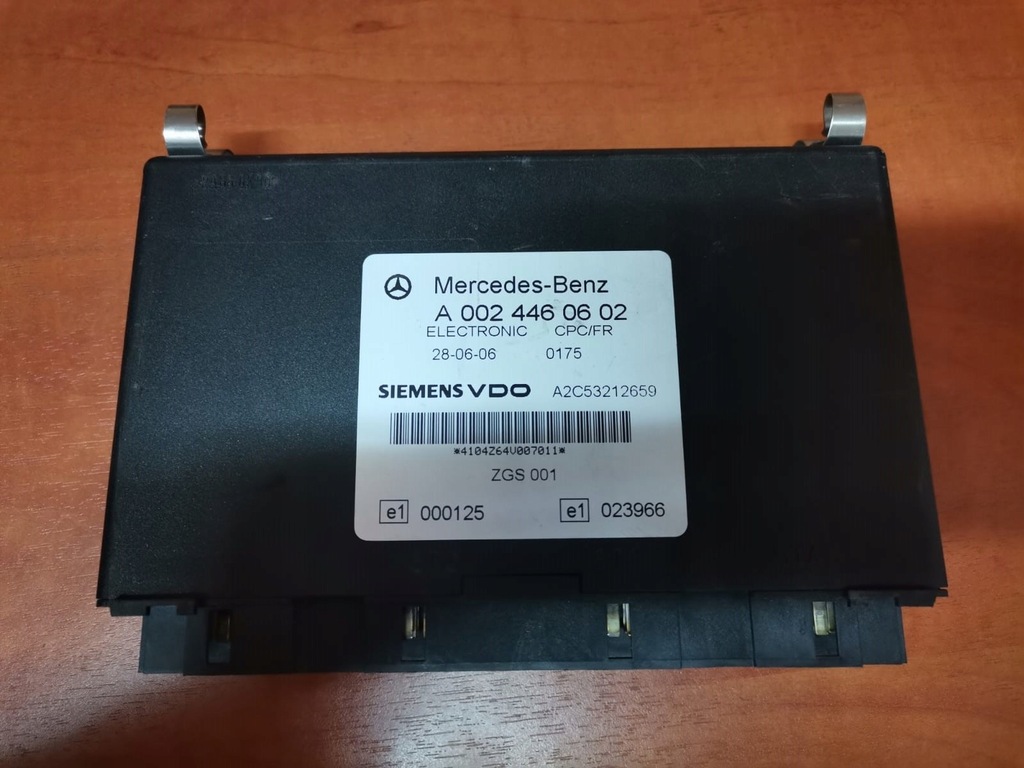 Mercedes-Benz
A 002 446 06 02
ELECTRONIC CPC/FR
28-06-06 0175
SIEMENS VDO A2C53212659
*4104Z64V007011*
ZGS 001
e1 000125 e1 023966